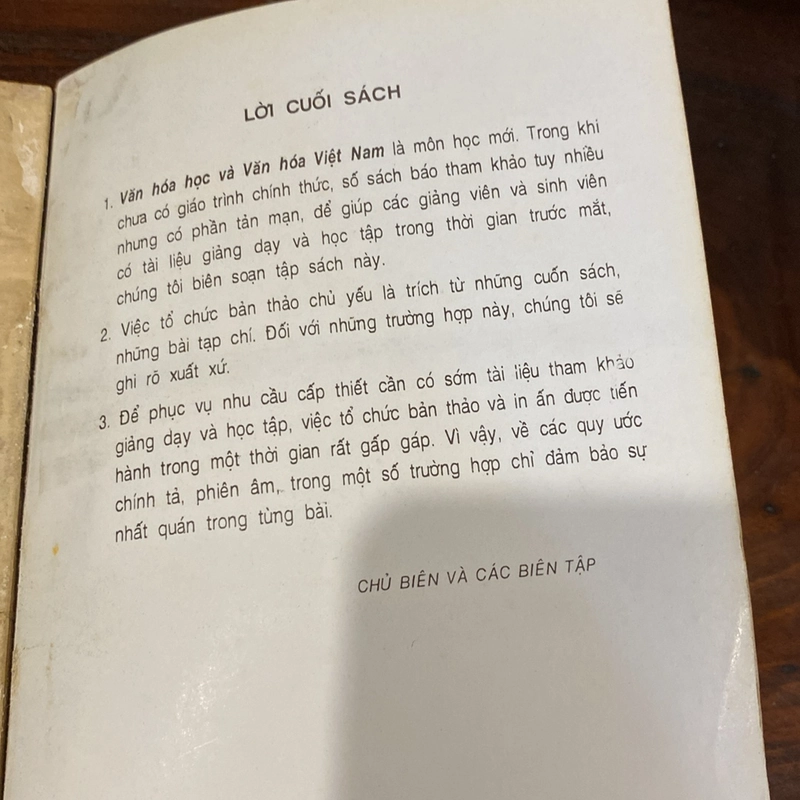 LỜI CUỐI SÁCH
1. Văn hóa học và Văn hóa Việt Nam là môn học mới. Trong khi
chưa có giáo trình chính thức, số sách báo tham khảo tuy nhiều
nhưng có phần tản mạn, để giúp các giảng viên và sinh viên
có tài liệu giảng dạy và học tập trong thời gian trước mắt,
chúng tôi biên soạn tập sách này.
2. Việc tổ chức bản thảo chủ yếu là trích từ những cuốn sách,
những bài tạp chí. Đối với những trường hợp này, chúng tôi sẽ
ghi rõ xuất xứ.
3. Để phục vụ nhu cầu cấp thiết cần có sớm tài liệu tham khảo
giảng dạy và học tập, việc tổ chức bản thảo và in ấn được tiến
hành trong một thời gian rất gấp gáp. Vì vậy, về các quy ước
chính tả, phiên âm, trong một số trường hợp chỉ đảm bảo sự
nhất quán trong từng bài.
CHỦ BIÊN VÀ CÁC BIÊN TẬP